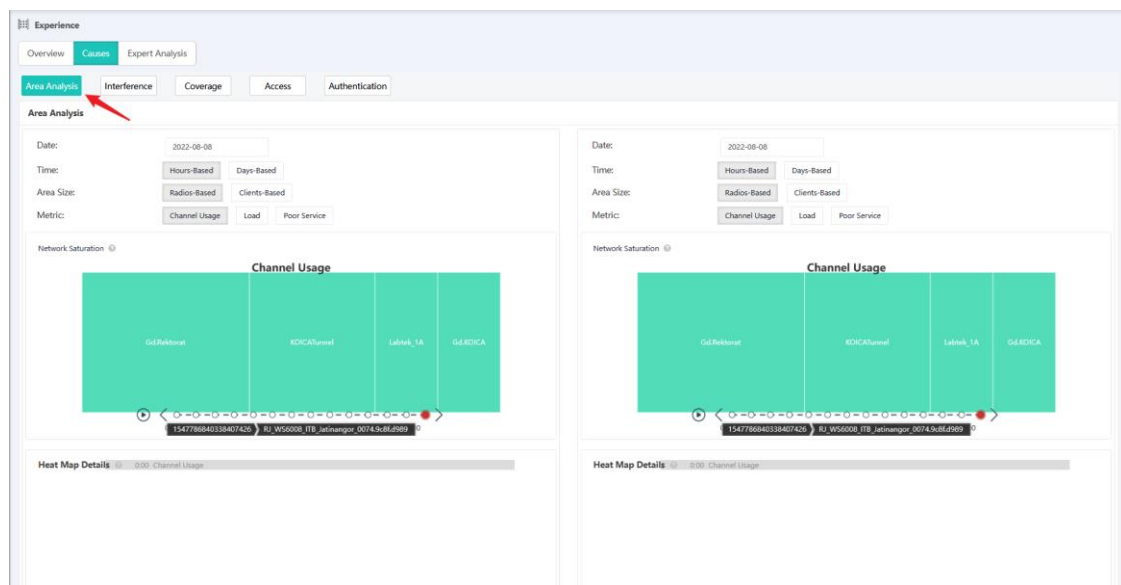 Experience
Overview Causes Expert Analysis
Area Analysis Interference Coverage Access Authentication
Area Analysis
Date: 2022-08-08
Time: Hours-Based Days-Based
Area Size: Radios-Based Clients-Based
Metric: Channel Usage Load Poor Service
Network Saturation
Channel Usage
Gd.Rektorat KOICATunnel Labtek_1A Gd.KOICA
1547786840338407426 RJ_WS6008_ITB_Jatinangor_0074.9c8f.d989
Heat Map Details 0:00 Channel Usage
Date: 2022-08-08
Time: Hours-Based Days-Based
Area Size: Radios-Based Clients-Based
Metric: Channel Usage Load Poor Service
Network Saturation
Channel Usage
Gd.Rektorat KOICATunnel Labtek_1A Gd.KOICA
1547786840338407426 RJ_WS6008_ITB_Jatinangor_0074.9c8f.d989
Heat Map Details 0:00 Channel Usage